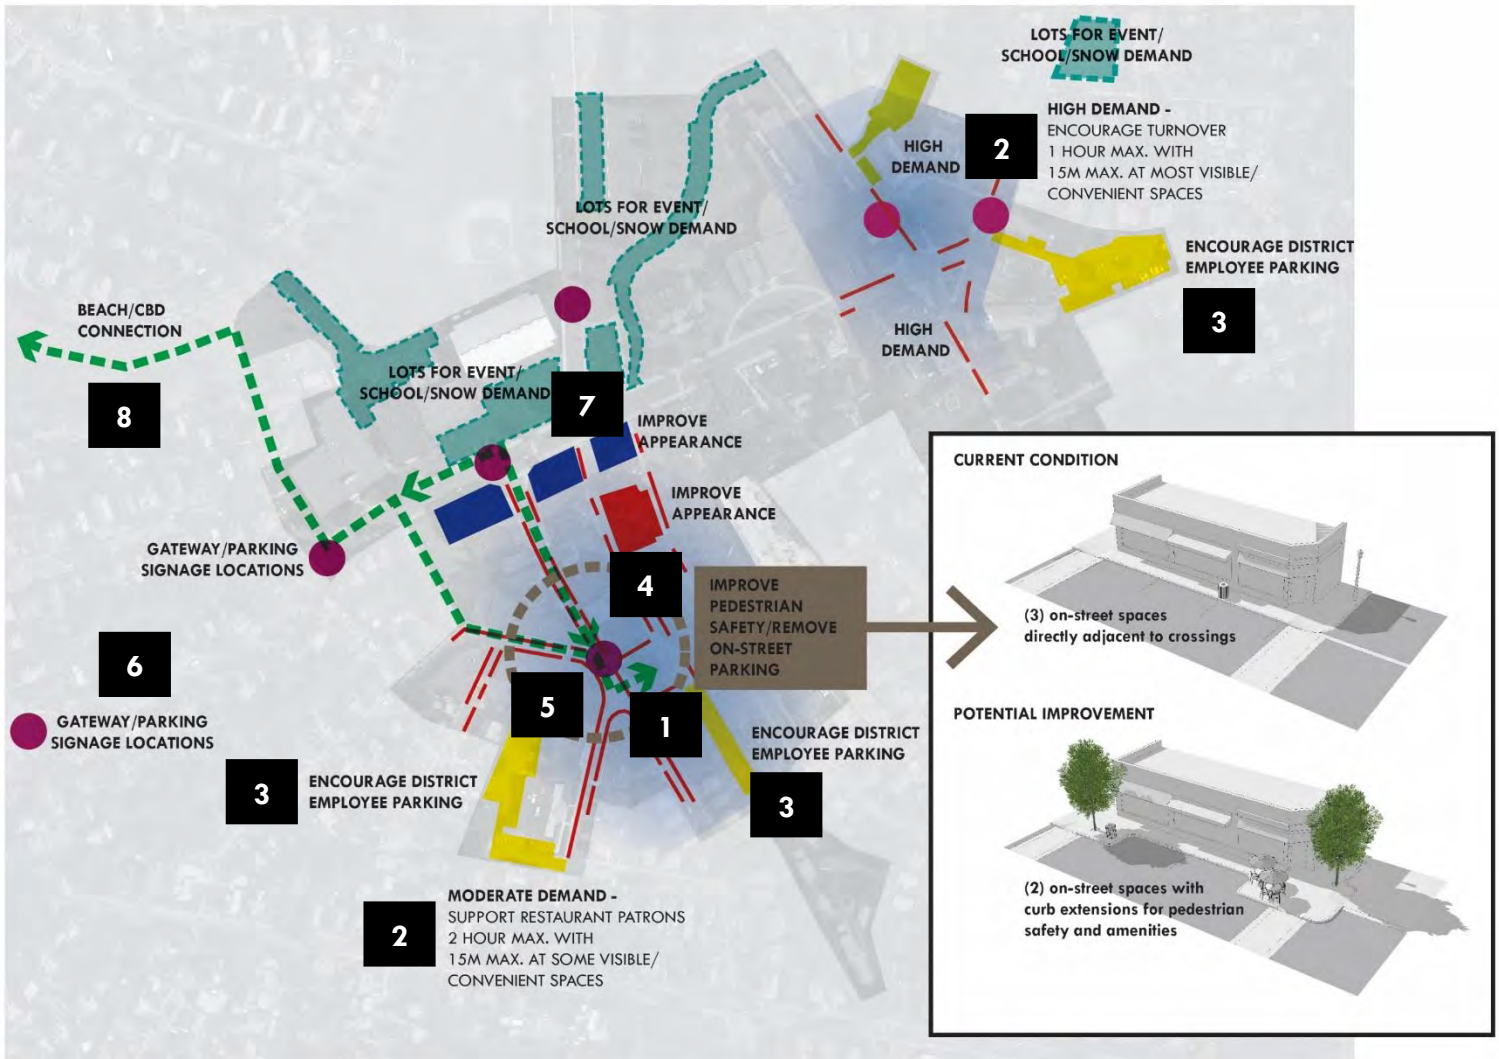 LOTS FOR EVENT/
SCHOOL/SNOW DEMAND
2
HIGH DEMAND -
ENCOURAGE TURNOVER
1 HOUR MAX. WITH
15M MAX. AT MOST VISIBLE/
CONVENIENT SPACES
HIGH
DEMAND
LOTS FOR EVENT/
SCHOOL/SNOW DEMAND
ENCOURAGE DISTRICT
EMPLOYEE PARKING
3
BEACH/CBD
CONNECTION
8
HIGH
DEMAND
LOTS FOR EVENT/
SCHOOL/SNOW DEMAND
7
IMPROVE
APPEARANCE
IMPROVE
APPEARANCE
GATEWAY/PARKING
SIGNAGE LOCATIONS
4
IMPROVE
PEDESTRIAN
SAFETY/REMOVE
ON-STREET
PARKING
6
GATEWAY/PARKING
SIGNAGE LOCATIONS
5
1
ENCOURAGE DISTRICT
EMPLOYEE PARKING
3
3
ENCOURAGE DISTRICT
EMPLOYEE PARKING
2
MODERATE DEMAND -
SUPPORT RESTAURANT PATRONS
2 HOUR MAX. WITH
15M MAX. AT SOME VISIBLE/
CONVENIENT SPACES
CURRENT CONDITION
(3) on-street spaces
directly adjacent to crossings
POTENTIAL IMPROVEMENT
(2) on-street spaces with
curb extensions for pedestrian
safety and amenities